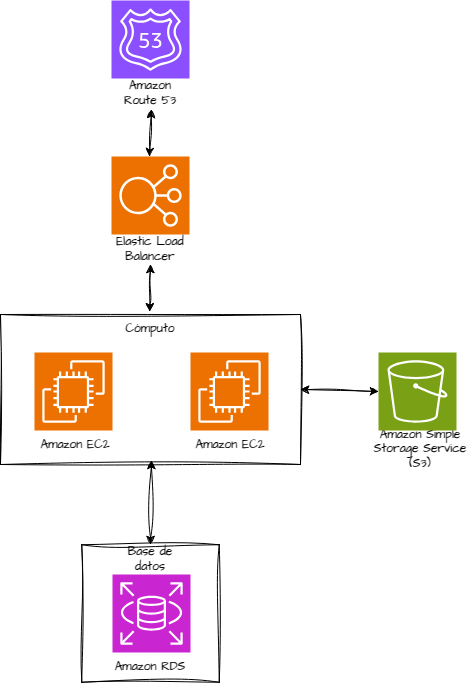 53
Amazon
Route 53
Elastic Load
Balancer
Cómputo
Amazon EC2
Amazon EC2
Amazon Simple
Storage Service
(S3)
Base de
datos
Amazon RDS